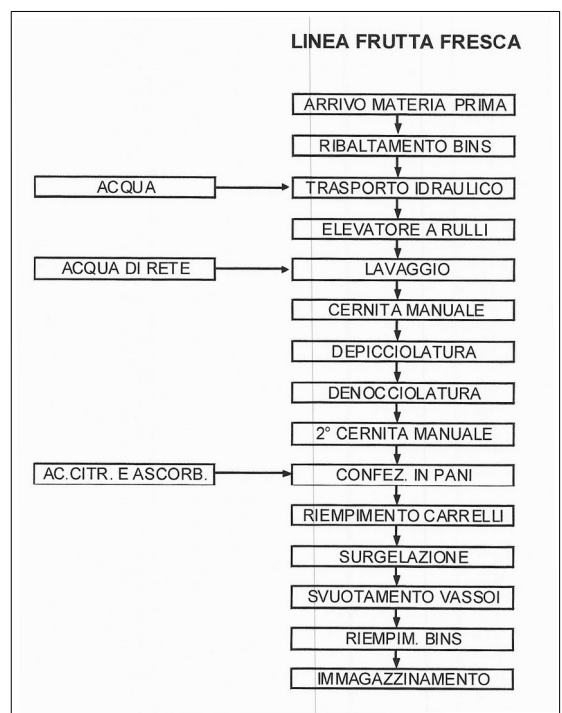 LINEA FRUTTA FRESCA
ARRIVO MATERIA PRIMA
RIBALTAMENTO BINS
ACQUA
TRASPORTO IDRAULICO
ELEVATORE A RULLI
ACQUA DI RETE
LAVAGGIO
CERNITA MANUALE
DEPICCIOLATURA
DENOCCIOLATURA
2° CERNITA MANUALE
AC.CITR. E ASCORB.
CONFEZ. IN PANI
RIEMPIMENTO CARRELLI
SURGELAZIONE
SVUOTAMENTO VASSOI
RIEMPIM. BINS
IMMAGAZZINAMENTO